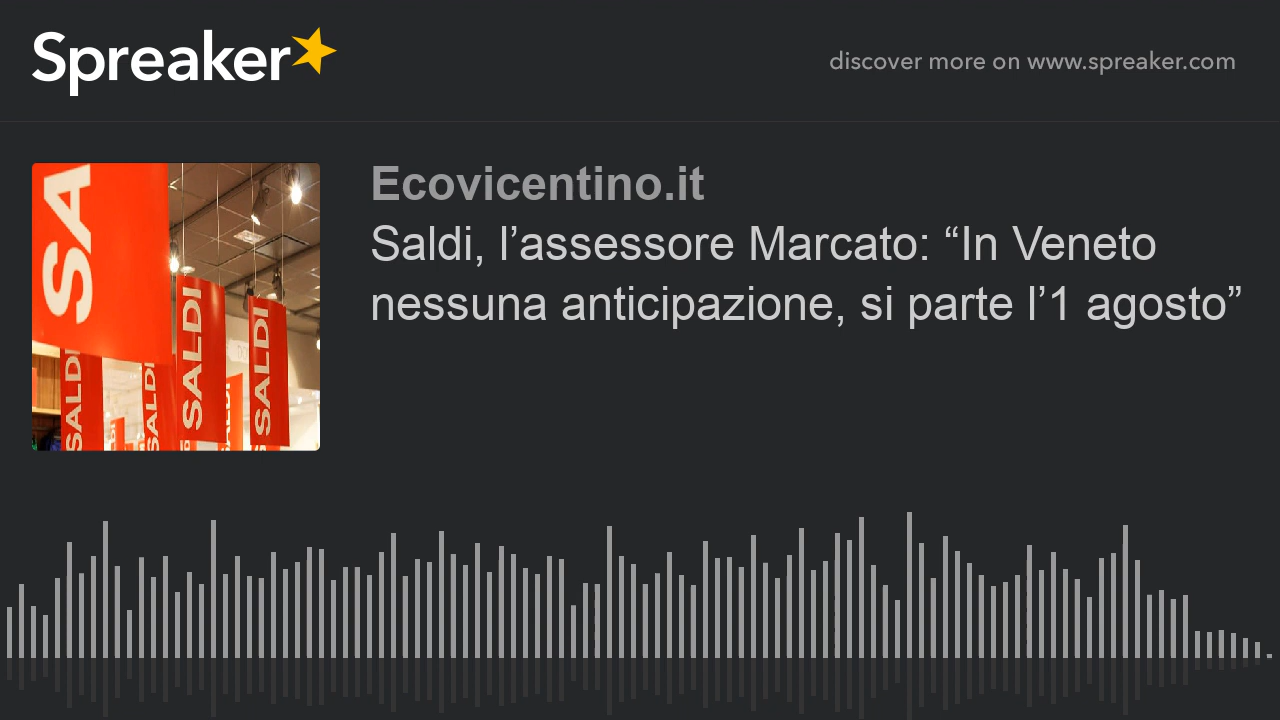 Spreaker
discover more on www.spreaker.com
Ecovicentino.it
Saldi, l’assessore Marcato: “In Veneto
nessuna anticipazione, si parte l’1 agosto”
SA
SALDI
SALDI
SALDI
SALDI